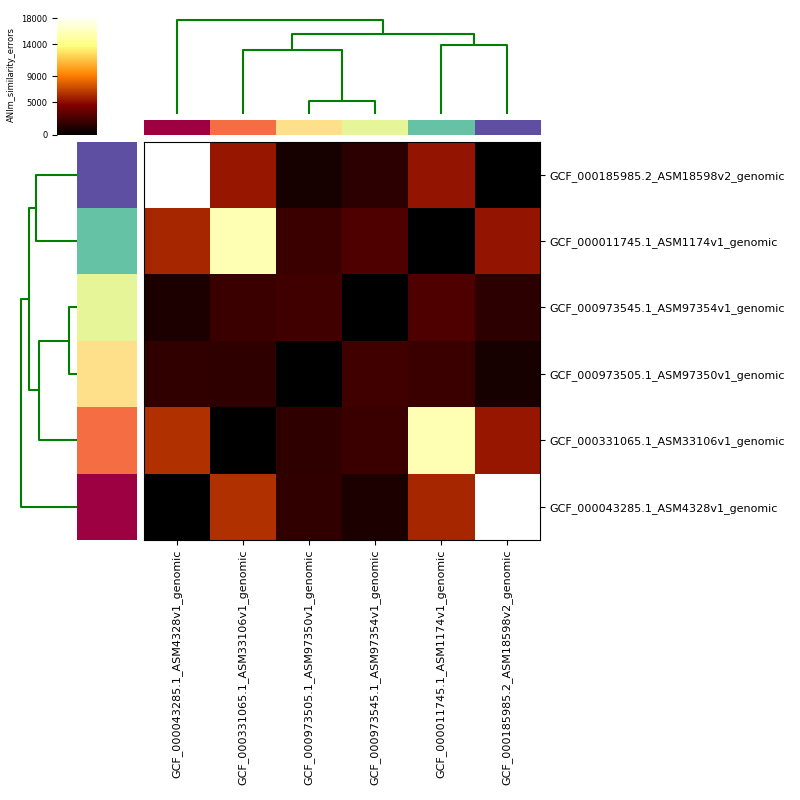 ANIm_similarity_errors
18000
14000
9000
5000
0
GCF_000185985.2_ASM18598v2_genomic
GCF_000011745.1_ASM1174v1_genomic
GCF_000973545.1_ASM97354v1_genomic
GCF_000973505.1_ASM97350v1_genomic
GCF_000331065.1_ASM33106v1_genomic
GCF_000043285.1_ASM4328v1_genomic
GCF_000043285.1_ASM4328v1_genomic
GCF_000331065.1_ASM33106v1_genomic
GCF_000973505.1_ASM97350v1_genomic
GCF_000973545.1_ASM97354v1_genomic
GCF_000011745.1_ASM1174v1_genomic
GCF_000185985.2_ASM18598v2_genomic